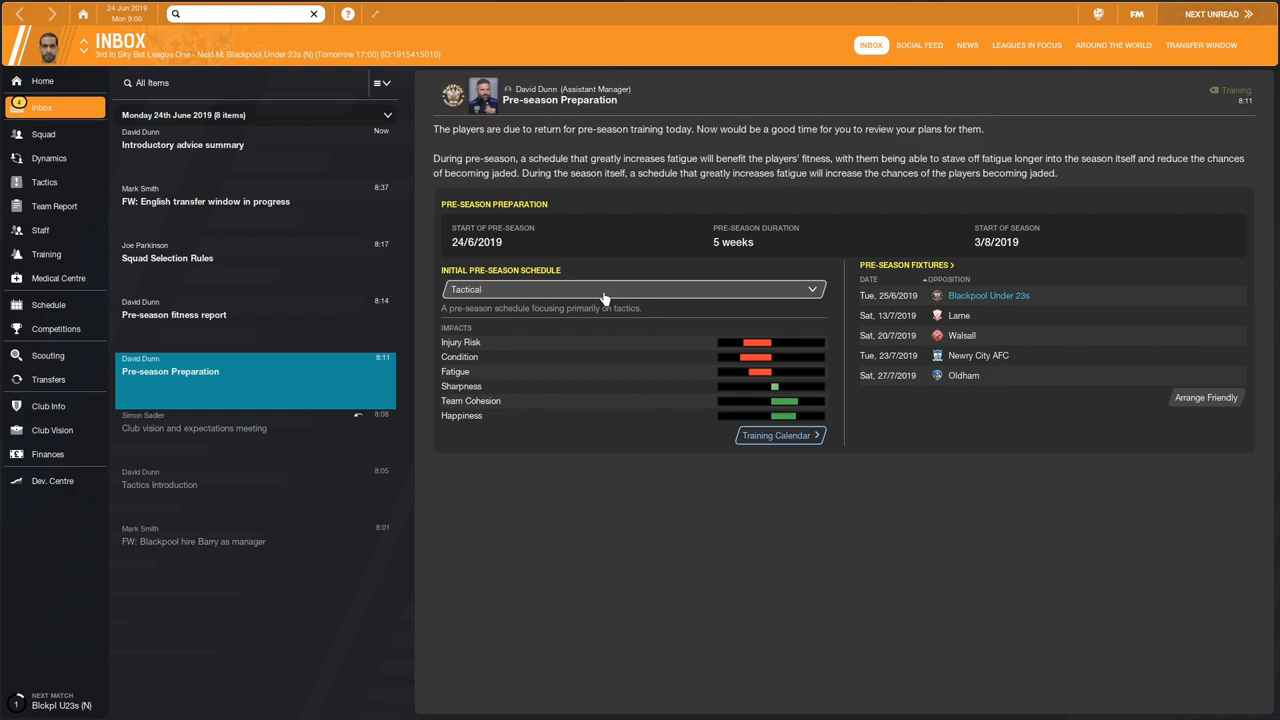 24 Jun 2019
Mon 9:00
FM
NEXT UNREAD
INBOX
3rd in Sky Bet League One - Next M: Blackpool Under 23s (N) (Tomorrow 17:00) (ID:1915415010)
INBOX
SOCIAL FEED
NEWS
LEAGUES IN FOCUS
AROUND THE WORLD
TRANSFER WINDOW
Home
4
Inbox
Squad
Dynamics
Tactics
Team Report
Staff
Training
Medical Centre
Schedule
Competitions
Scouting
Transfers
Club Info
Club Vision
Finances
Dev. Centre
1
NEXT MATCH
Blckpl U23s (N)
All Items
Monday 24th June 2019 (8 items)
David Dunn Now
Introductory advice summary
Mark Smith 8:37
FW: English transfer window in progress
Joe Parkinson 8:17
Squad Selection Rules
David Dunn 8:14
Pre-season fitness report
David Dunn 8:11
Pre-season Preparation
Simon Sadler 8:08
Club vision and expectations meeting
David Dunn 8:05
Tactics Introduction
Mark Smith 8:01
FW: Blackpool hire Barry as manager
David Dunn (Assistant Manager)
Pre-season Preparation
Training
8:11
The players are due to return for pre-season training today. Now would be a good time for you to review your plans for them.
During pre-season, a schedule that greatly increases fatigue will benefit the players' fitness, with them being able to stave off fatigue longer into the season itself and reduce the chances
of becoming jaded. During the season itself, a schedule that greatly increases fatigue will increase the chances of the players becoming jaded.
PRE-SEASON PREPARATION
START OF PRE-SEASON
24/6/2019
PRE-SEASON DURATION
5 weeks
START OF SEASON
3/8/2019
INITIAL PRE-SEASON SCHEDULE
Tactical
A pre-season schedule focusing primarily on tactics.
IMPACTS
Injury Risk
Condition
Fatigue
Sharpness
Team Cohesion
Happiness
Training Calendar
PRE-SEASON FIXTURES
DATE OPPOSITION
Tue, 25/6/2019 Blackpool Under 23s
Sat, 13/7/2019 Larne
Sat, 20/7/2019 Walsall
Tue, 23/7/2019 Newry City AFC
Sat, 27/7/2019 Oldham
Arrange Friendly